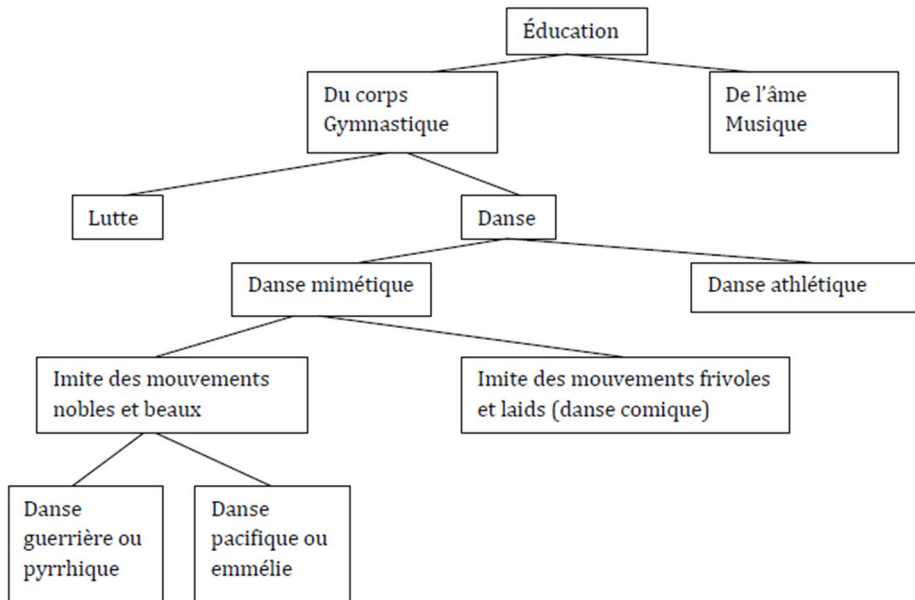 Éducation
Du corps
Gymnastique
De l'âme
Musique
Lutte
Danse
Danse mimétique
Danse athlétique
Imite des mouvements
nobles et beaux
Imite des mouvements frivoles
et laids (danse comique)
Danse
guerrière ou
pyrrhique
Danse
pacifique ou
emmélie